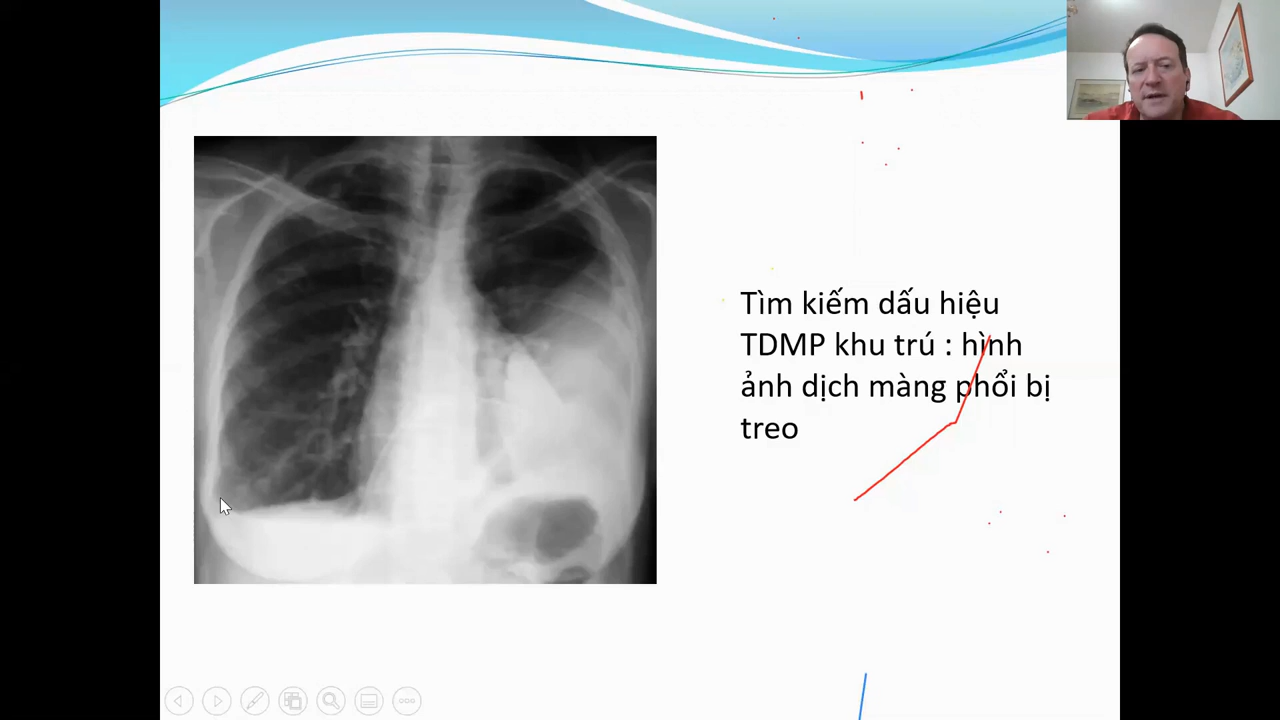 Tìm kiếm dấu hiệu
TDMP khu trú : hình
ảnh dịch màng phổi bị
treo